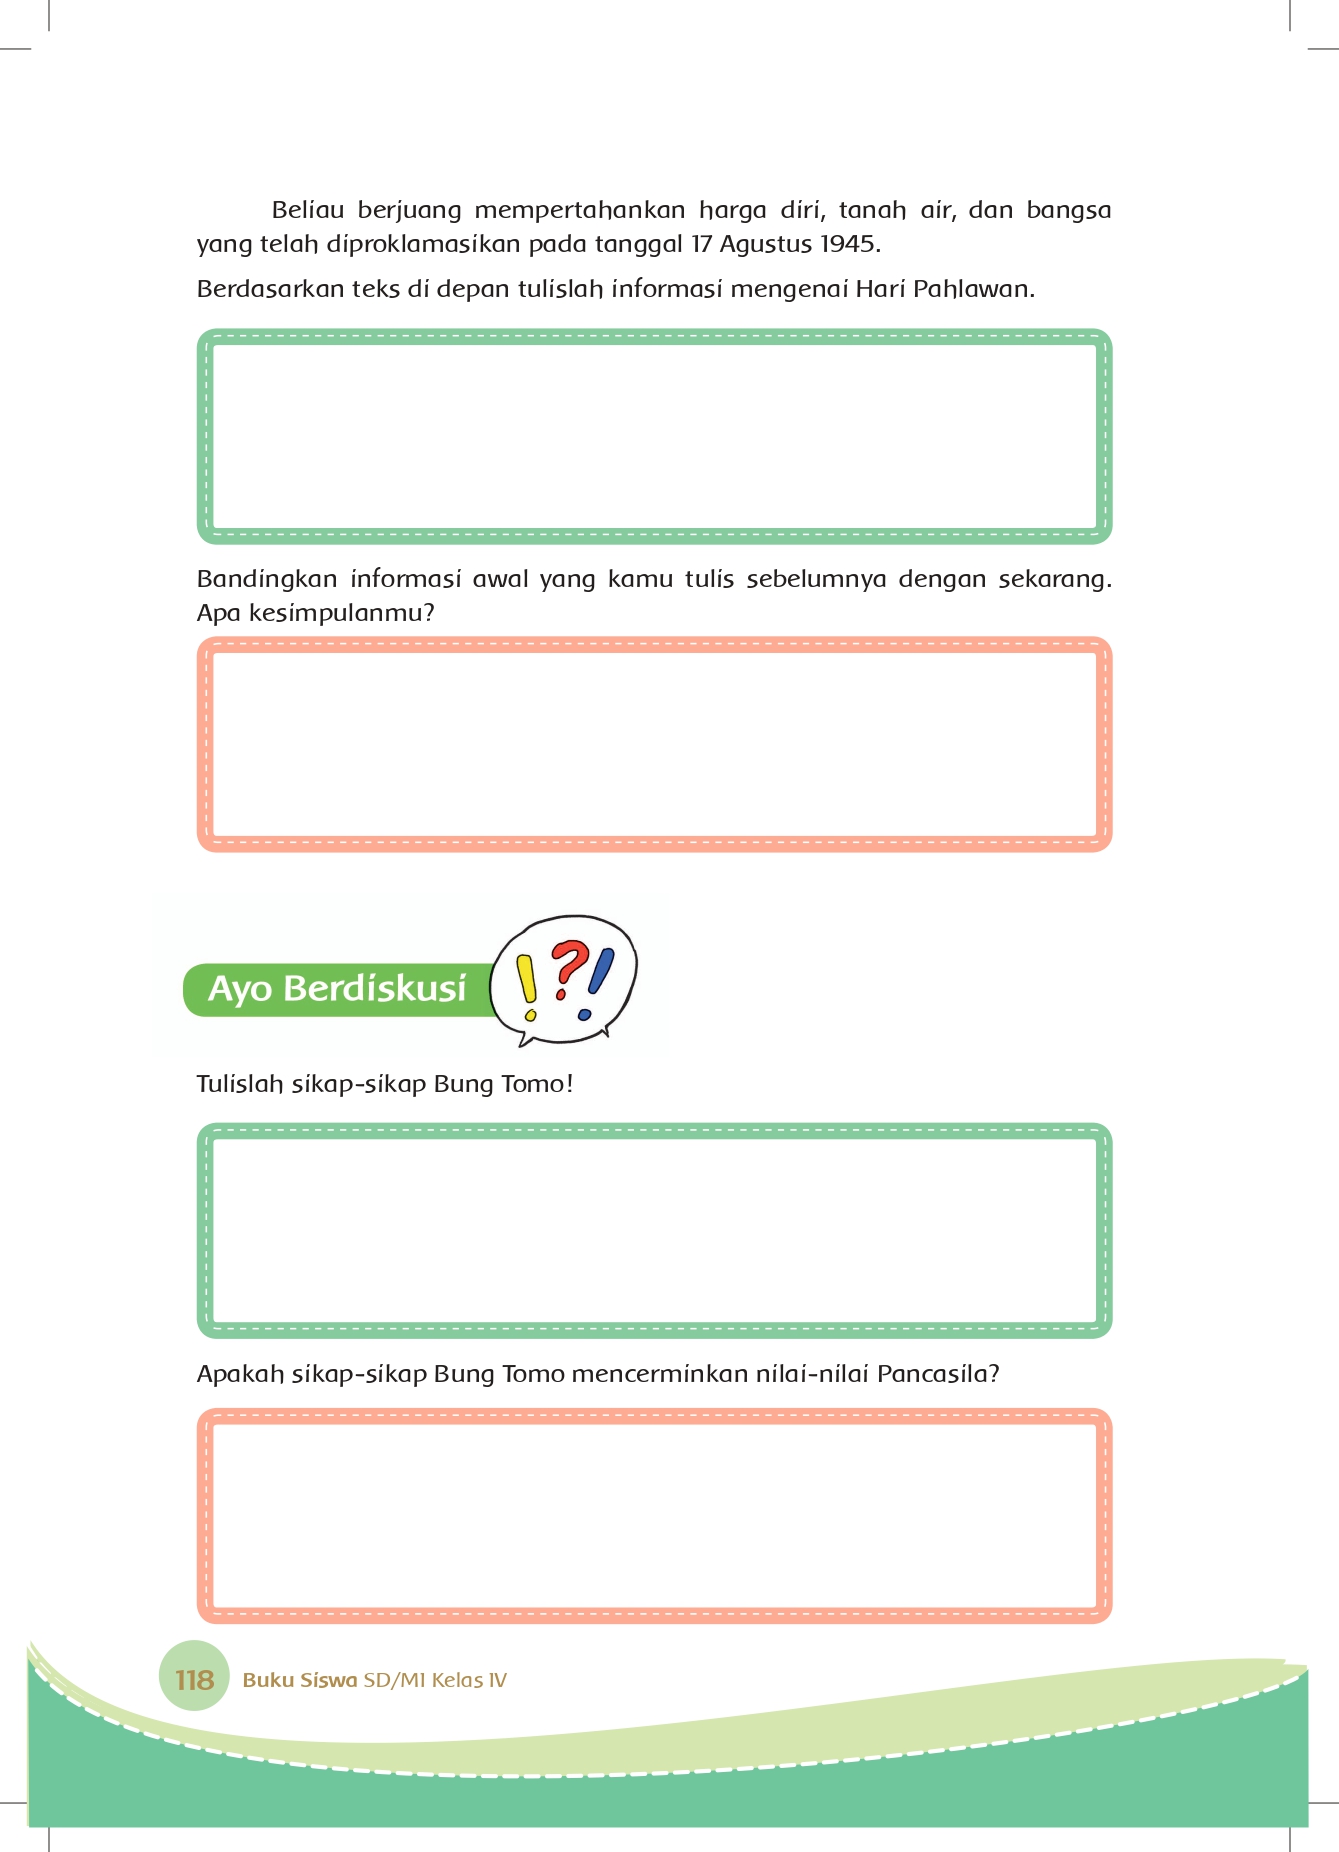 Beliau berjuang mempertahankan harga diri, tanah air, dan bangsa
yang telah diproklamasikan pada tanggal 17 Agustus 1945.
Berdasarkan teks di depan tulislah informasi mengenai Hari Pahlawan.
Bandingkan informasi awal yang kamu tulis sebelumnya dengan sekarang.
Apa kesimpulanmu?
Ayo Berdiskusi
!?!
Tulislah sikap-sikap Bung Tomo!
Apakah sikap-sikap Bung Tomo mencerminkan nilai-nilai Pancasila?
118 Buku Siswa SD/MI Kelas IV